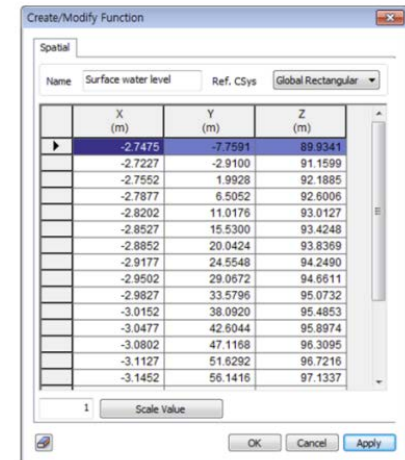 Create/Modify Function
Spatial
Name Surface water level Ref. CSys Global Rectangular
X Y Z
(m) (m) (m)
-2.7475 -7.7591 89.9341
-2.7227 -2.9100 91.1599
-2.7552 1.9928 92.1885
-2.7877 6.5052 92.6006
-2.8202 11.0176 93.0127
-2.8527 15.5300 93.4248
-2.8852 20.0424 93.8369
-2.9177 24.5548 94.2490
-2.9502 29.0672 94.6611
-2.9827 33.5796 95.0732
-3.0152 38.0920 95.4853
-3.0477 42.6044 95.8974
-3.0802 47.1168 96.3095
-3.1127 51.6292 96.7216
-3.1452 56.1416 97.1337
1 Scale Value
OK Cancel Apply